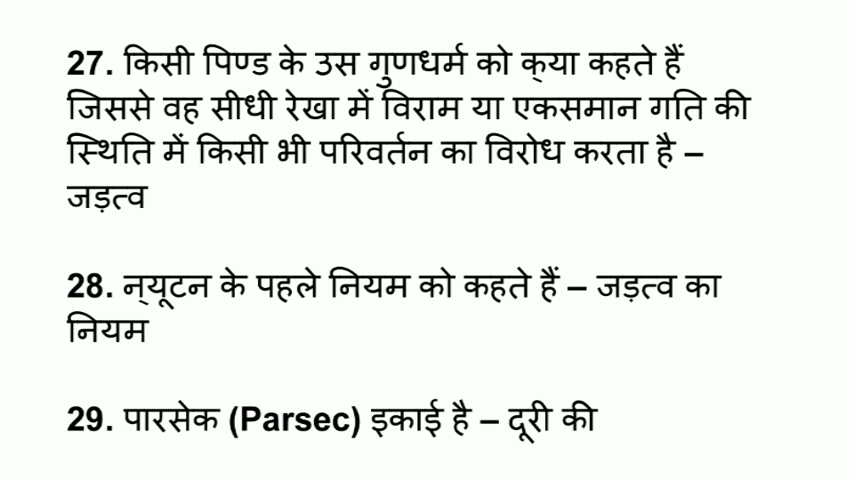 27. किसी पिण्ड के उस गुणधर्म को क्‍या कहते हैं
जिससे वह सीधी रेखा में विराम या एकसमान गति की
स्थिति में किसी भी परिवर्तन का विरोध करता है –
जड़त्व
28. न्‍यूटन के पहले नियम को कहते हैं – जड़त्व का
नियम
29. पारसेक (Parsec) इकाई है – दूरी की